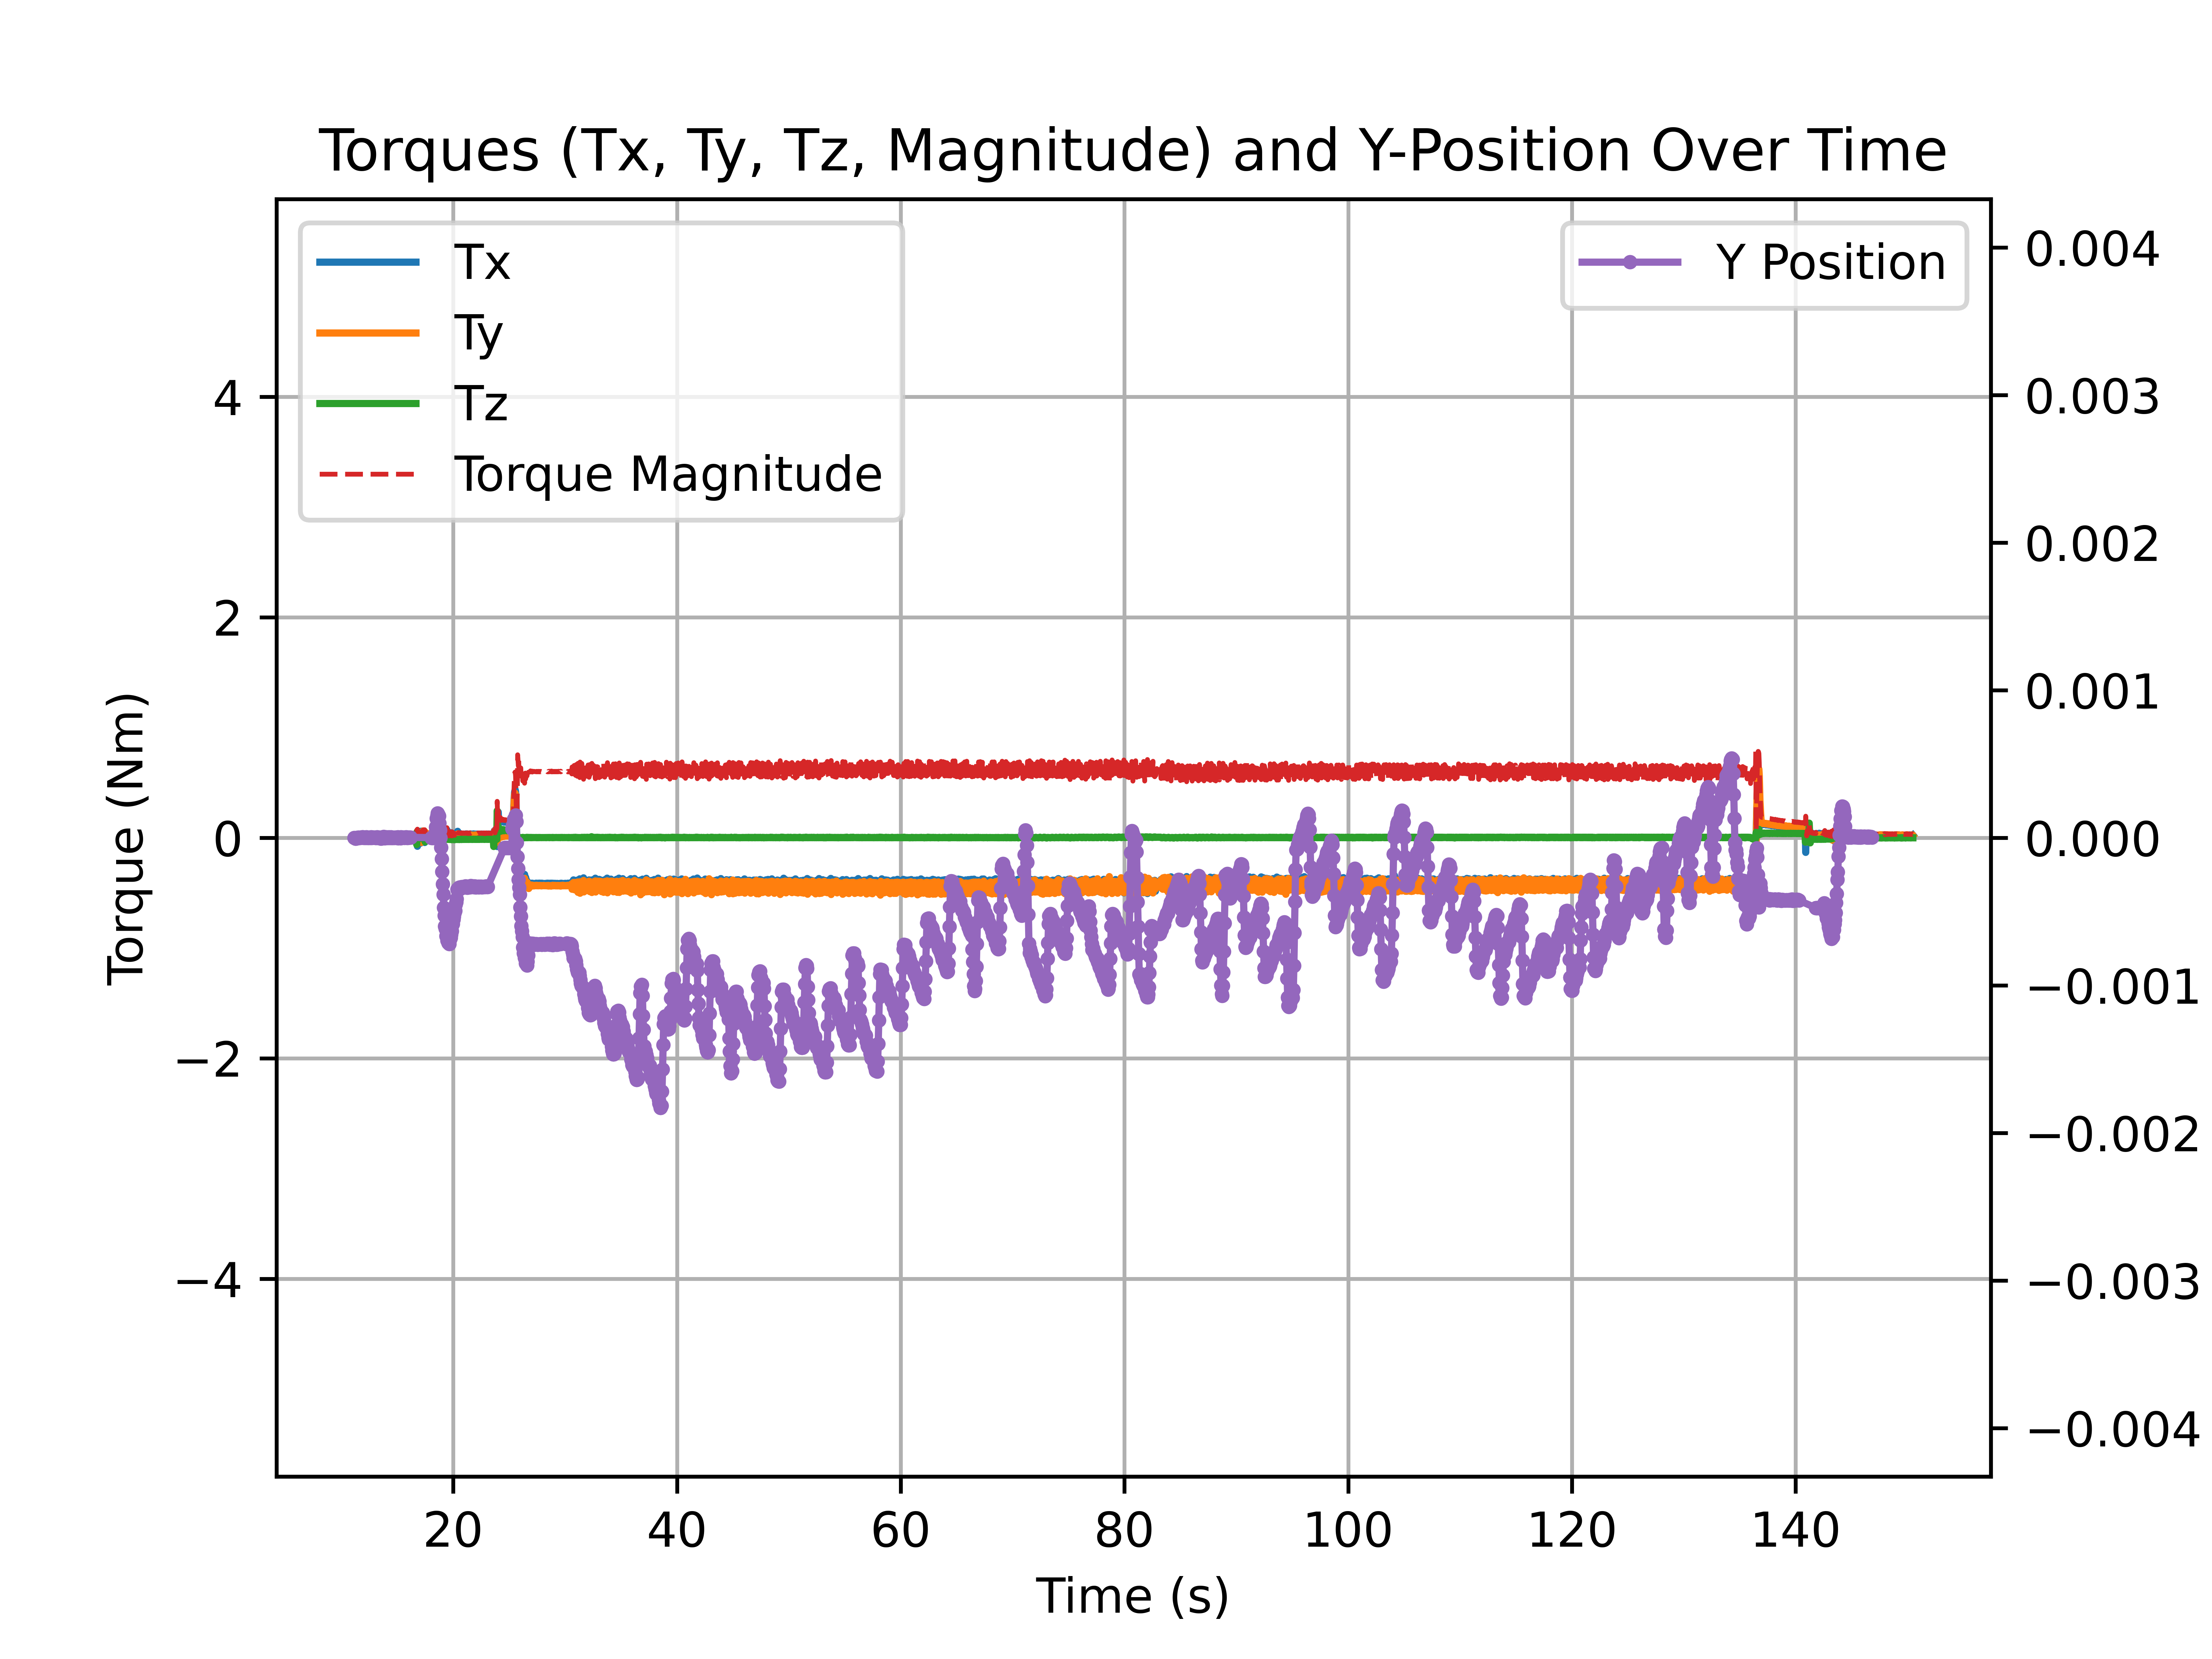 Torques (Tx, Ty, Tz, Magnitude) and Y-Position Over Time
Tx
Ty
Tz
Torque Magnitude
Y Position
Torque (Nm)
4
2
0
−2
−4
0.004
0.003
0.002
0.001
0.000
−0.001
−0.002
−0.003
−0.004
20 40 60 80 100 120 140
Time (s)